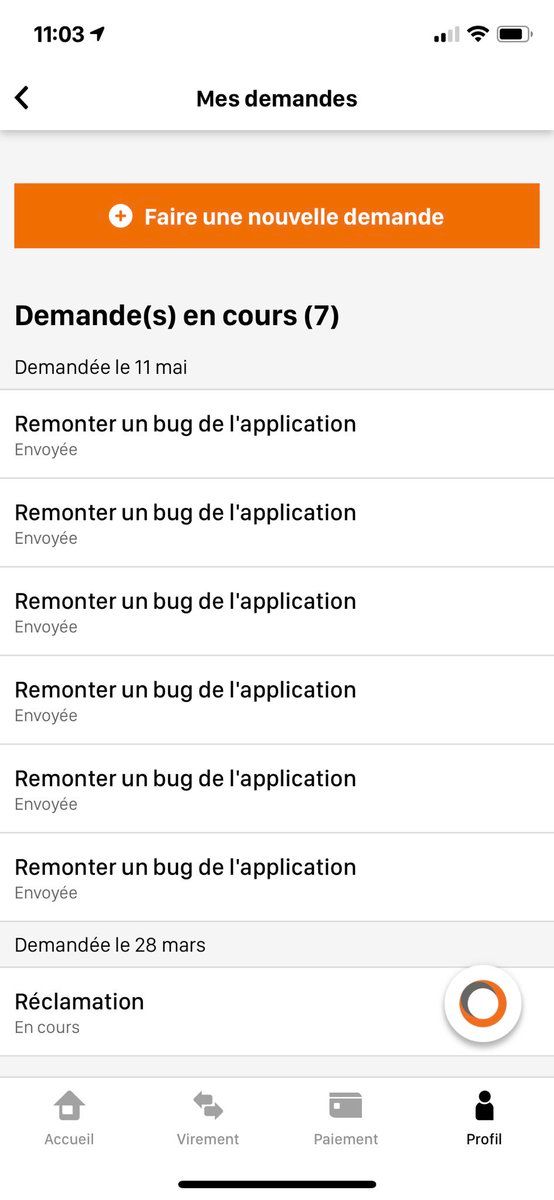 11:03
Mes demandes
Faire une nouvelle demande
Demande(s) en cours (7)
Demandée le 11 mai
Remonter un bug de l'application
Envoyée
Remonter un bug de l'application
Envoyée
Remonter un bug de l'application
Envoyée
Remonter un bug de l'application
Envoyée
Remonter un bug de l'application
Envoyée
Remonter un bug de l'application
Envoyée
Demandée le 28 mars
Réclamation
En cours
Accueil
Virement
Paiement
Profil